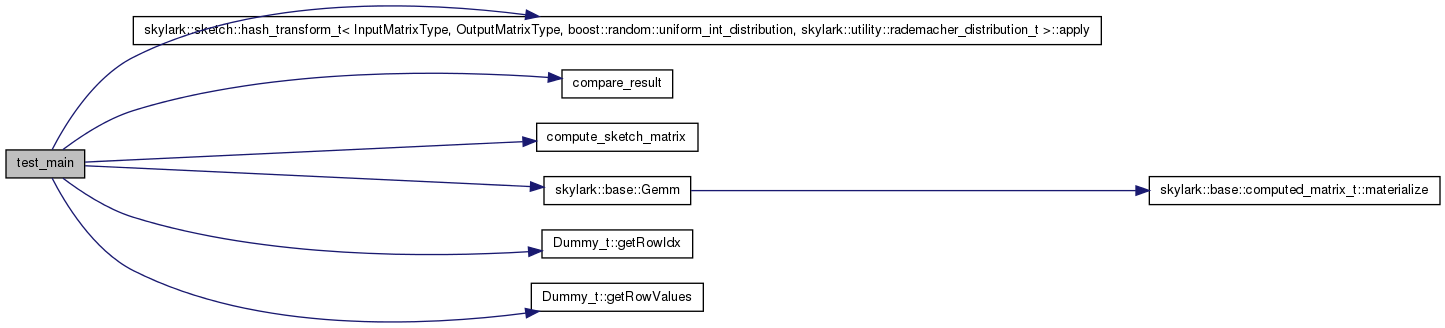 skylark::sketch::hash_transform_t< InputMatrixType, OutputMatrixType, boost::random::uniform_int_distribution, skylark::utility::rademacher_distribution_t >::apply
compare_result
compute_sketch_matrix
test_main
skylark::base::Gemm
skylark::base::computed_matrix_t::materialize
Dummy_t::getRowIdx
Dummy_t::getRowValues